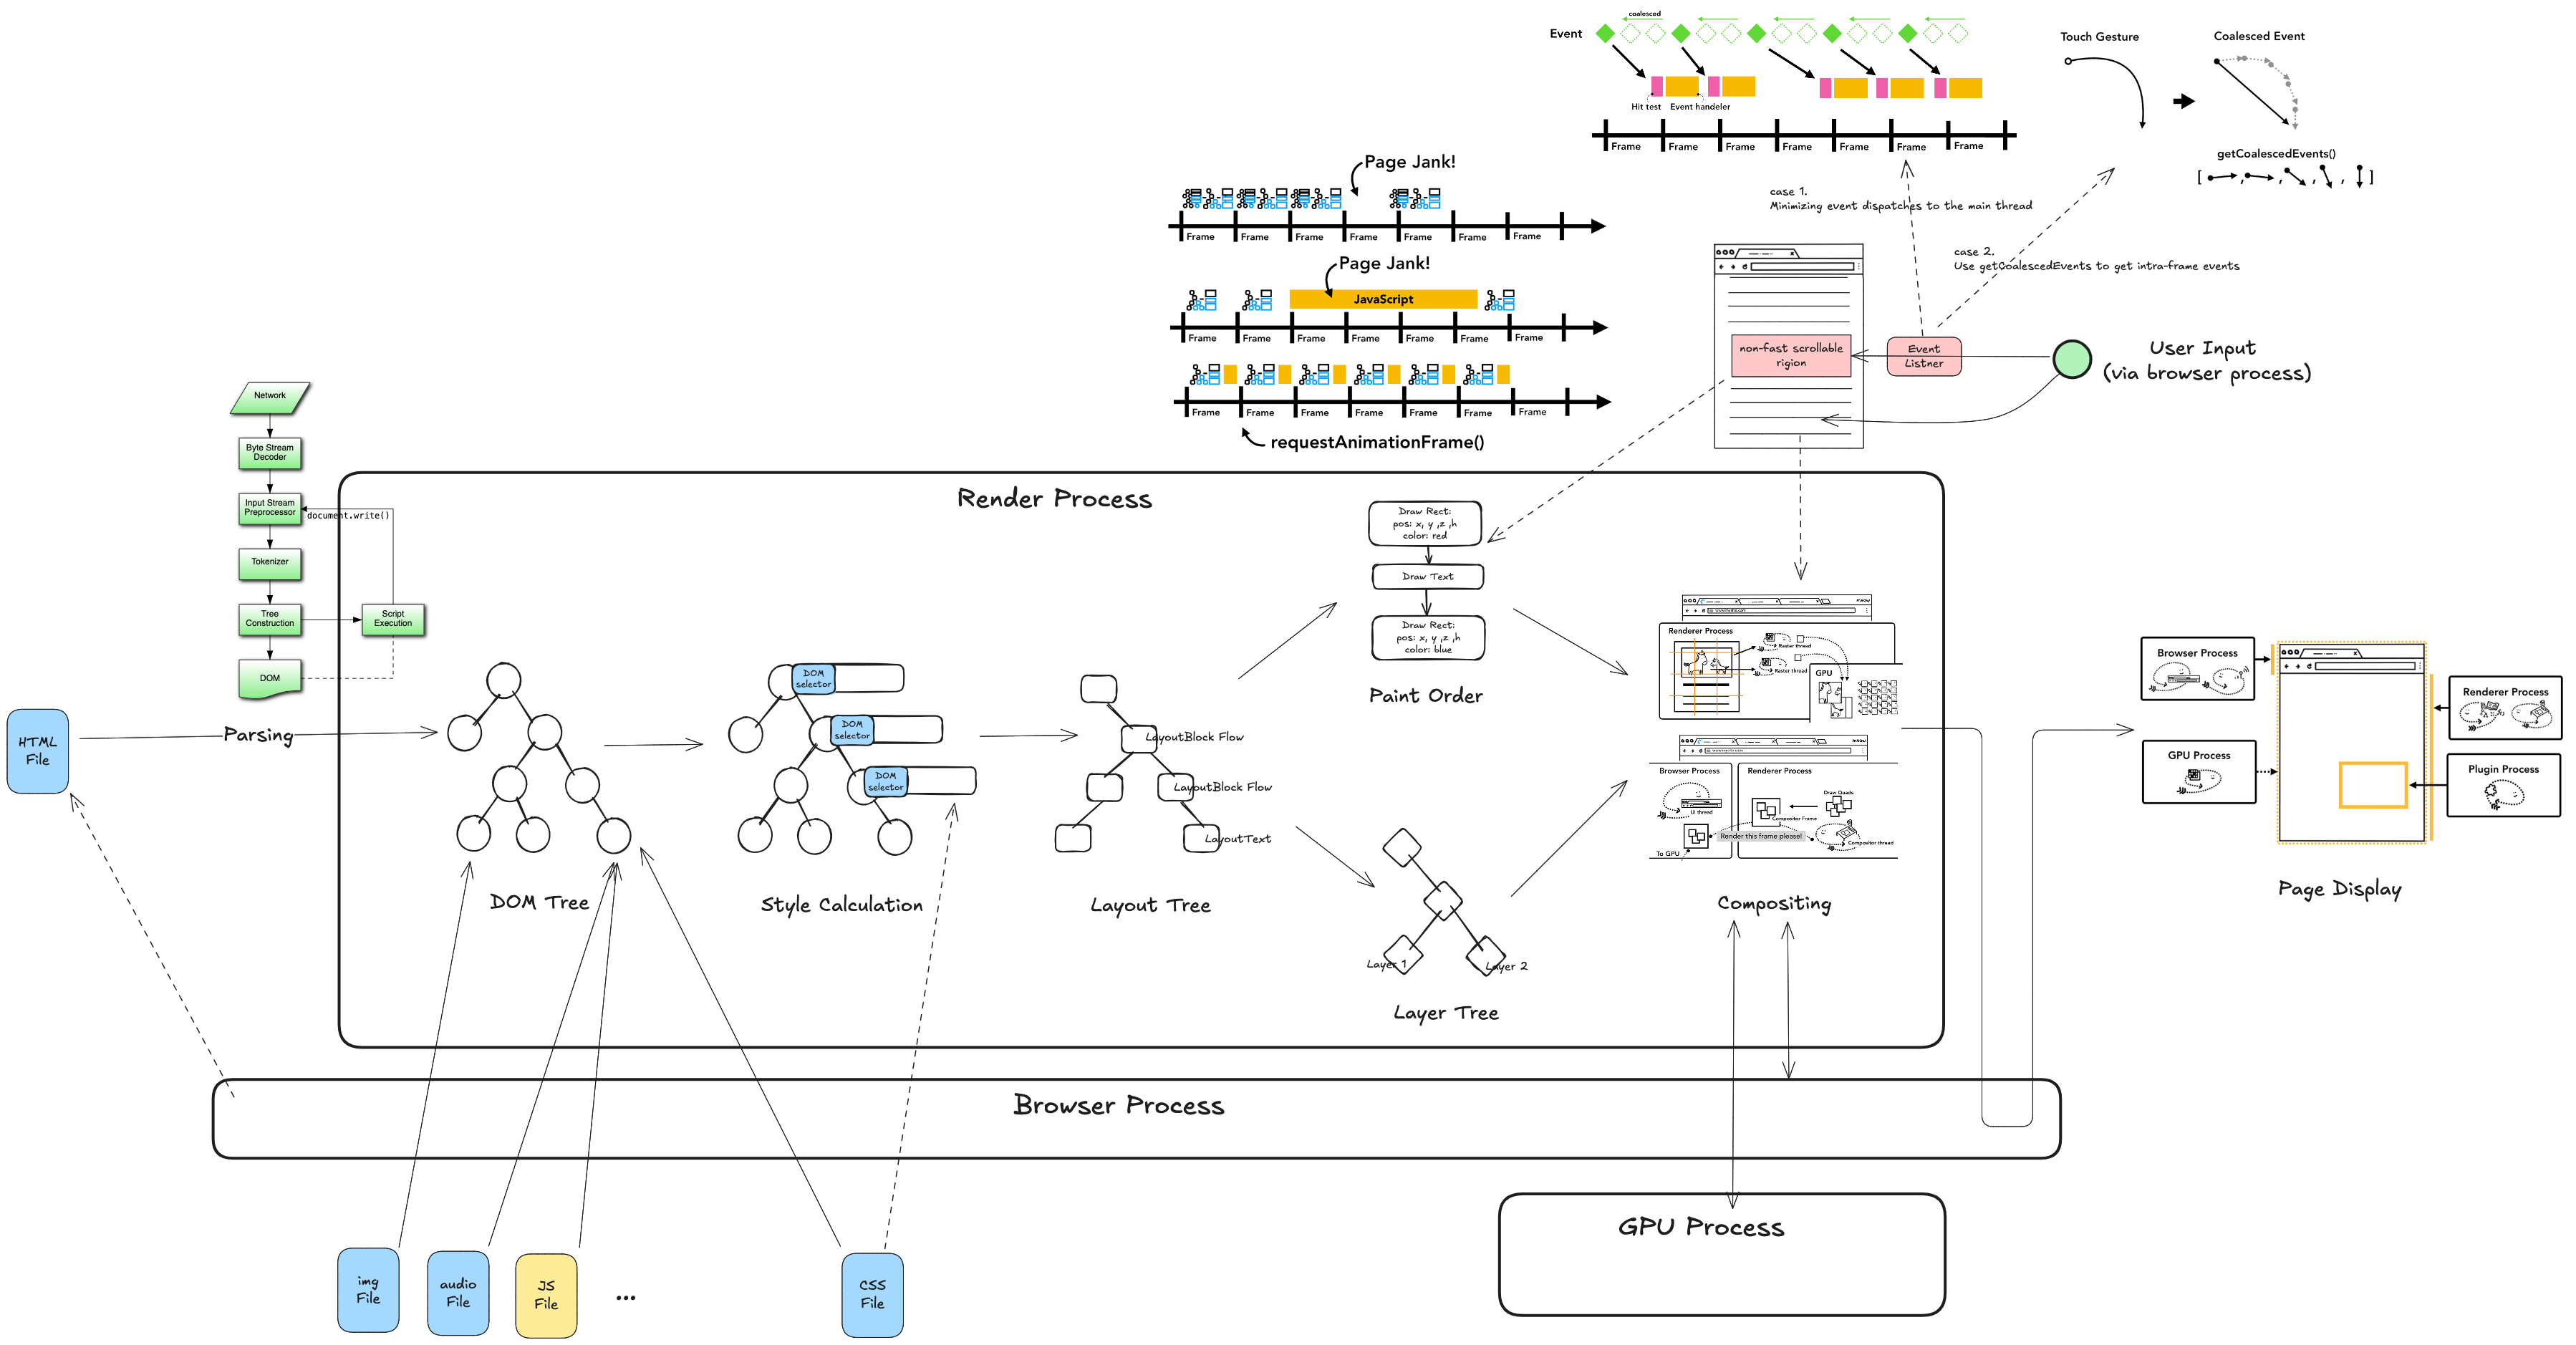 coalesced
Event
Hit test
Event handeler
Frame
Frame
Frame
Frame
Frame
Frame
Frame
Touch Gesture
Coalesced Event
getCoalescedEvents()
[ , , , , ]
case 1.
Minimizing event dispatches to the main thread
case 2.
Use getCoalescedEvents to get intra-frame events
Page Jank!
Frame
Frame
Frame
Frame
Frame
Frame
Frame
Page Jank!
JavaScript
Frame
Frame
Frame
Frame
Frame
Frame
Frame
Frame
Frame
Frame
Frame
Frame
Frame
Frame
requestAnimationFrame()
non-fast scrollable
rigion
Event
Listner
User Input
(via browser process)
Network
Byte Stream
Decoder
Input Stream
Preprocessor
document.write()
Tokenizer
Tree
Construction
Script
Execution
DOM
HTML
File
Parsing
Render Process
DOM Tree
DOM
selector
DOM
selector
DOM
selector
Style Calculation
LayoutBlock Flow
LayoutBlock Flow
LayoutText
Layout Tree
Draw Rect:
pos: x, y ,z ,h
color: red
Draw Text
Draw Rect:
pos: x, y ,z ,h
color: blue
Paint Order
Layer 1
Layer 2
Layer Tree
Renderer Process
Raster thread
Raster thread
GPU
Browser Process
UI thread
To GPU
Renderer Process
Draw Quads
Compositor Frame
Render this frame please!
Compositor thread
Compositing
Browser Process
GPU Process
Renderer Process
Plugin Process
Page Display
Browser Process
GPU Process
img
File
audio
File
JS
File
...
CSS
File